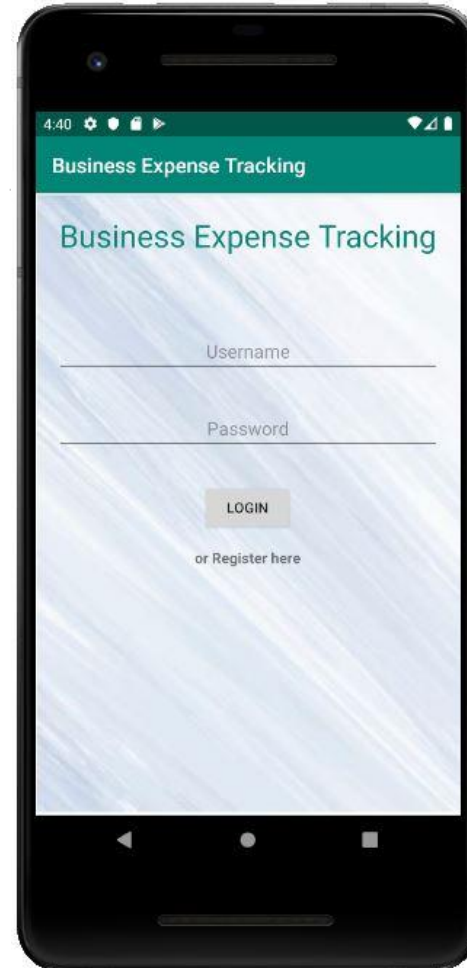 4:40
Business Expense Tracking
Business Expense Tracking
Username
Password
LOGIN
or Register here